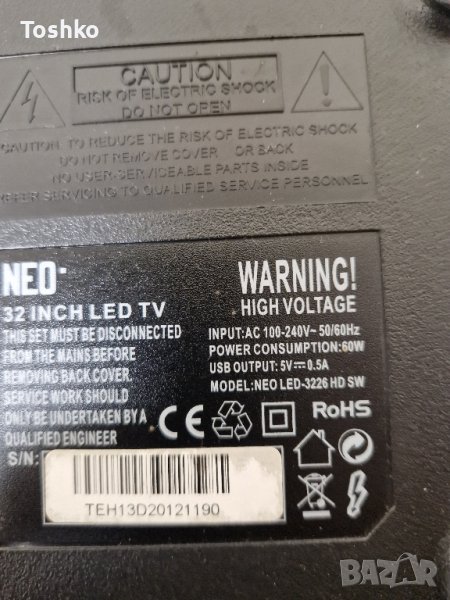 Toshko
CAUTION
RISK OF ELECTRIC SHOCK
DO NOT OPEN
CAUTION TO REDUCE THE RISK OF ELECTRIC SHOCK
DO NOT REMOVE COVER OR BACK
NO USER-SERVICEABLE PARTS INSIDE
REFER SERVICING TO QUALIFIED SERVICE PERSONNEL
NEO
32 INCH LED TV
THIS SET MUST BE DISCONNECTED
FROM THE MAINS BEFORE
REMOVING BACK COVER.
SERVICE WORK SHOULD
ONLY BE UNDERTAKEN BY A
QUALIFIED ENGINEER
WARNING!
HIGH VOLTAGE
INPUT: AC 100-240V~ 50/60Hz
POWER CONSUMPTION:60W
USB OUTPUT: 5V⎓0.5A
MODEL: NEO LED-3226 HD SW
CE
RoHS
S/N:
TEH13D20121190
BAZAR